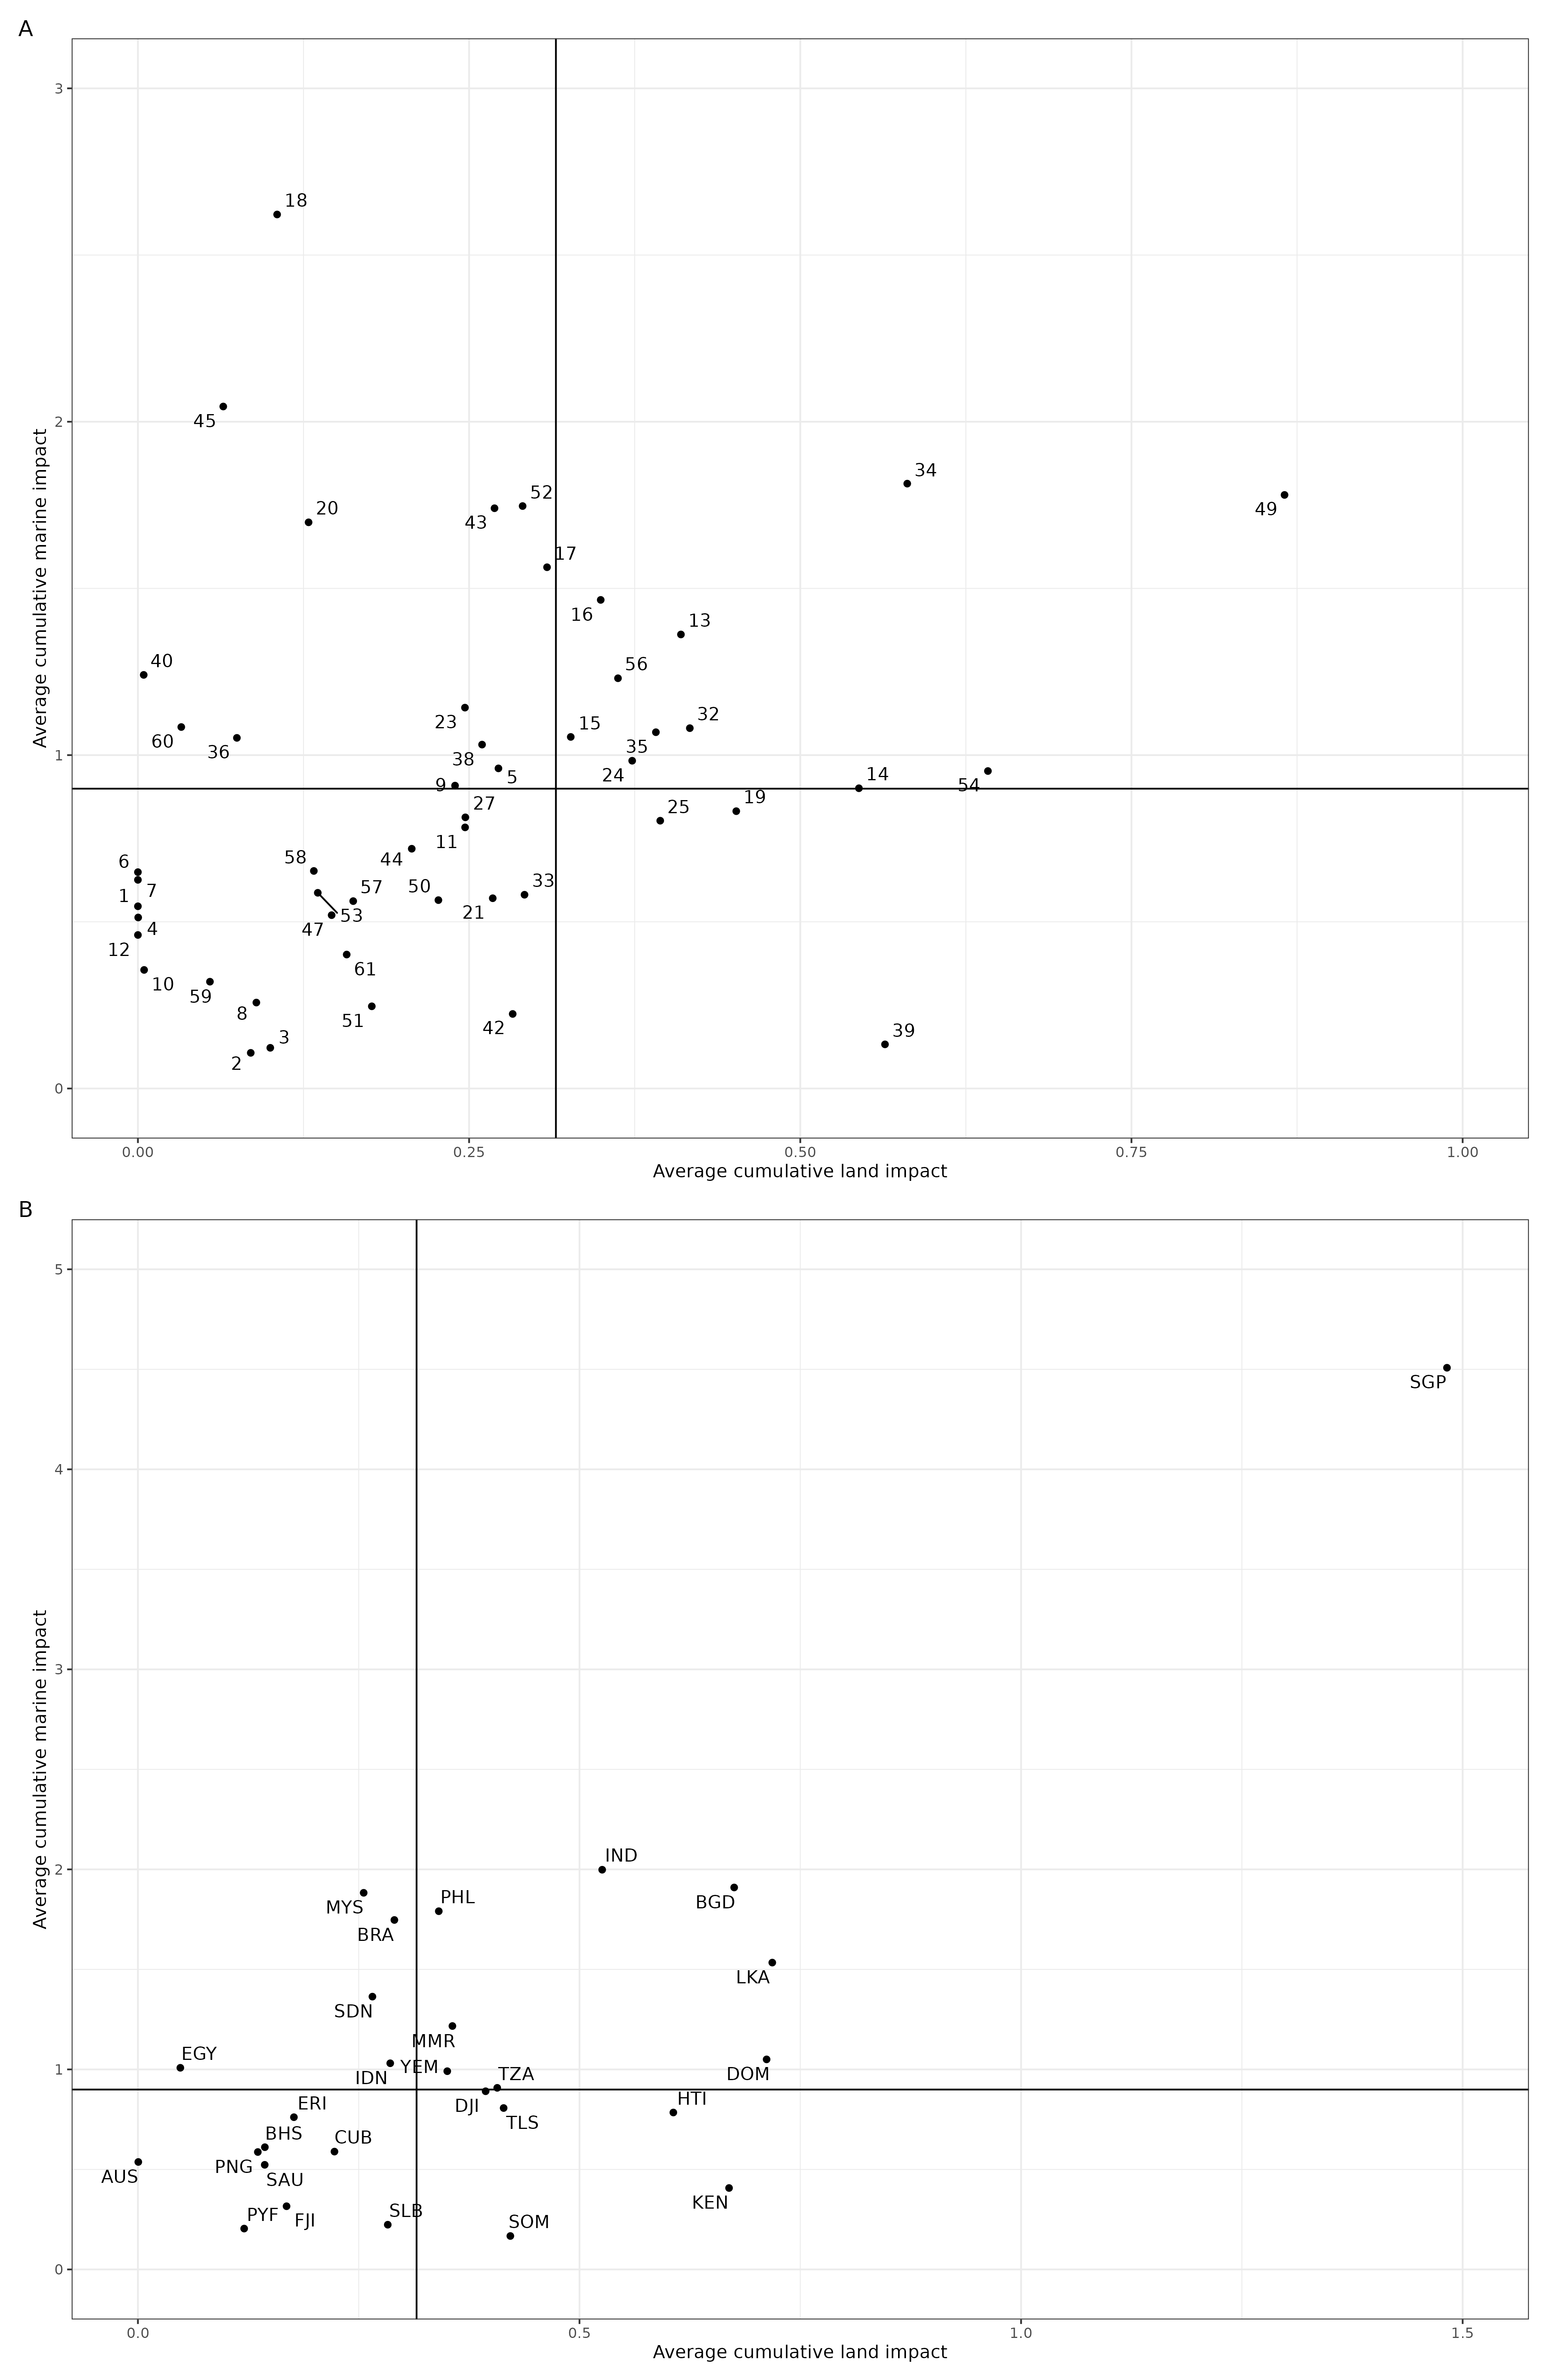 A
3
18
45
2
34
49
52
43
20
17
16
13
40
56
23
15
32
60
36
35
38
24
1
5
14
54
9
27
19
25
11
6
58
44
7
57
50
33
1
53
21
47
4
12
61
10
59
8
51
42
39
3
2
0
0.00
0.25
0.50
0.75
1.00
Average cumulative land impact
Average cumulative marine impact
B
5
SGP
4
3
IND
2
PHL
BGD
MYS
BRA
LKA
SDN
MMR
EGY
YEM
1
IDN
TZA
DOM
DJI
HTI
ERI
TLS
BHS
CUB
PNG
AUS
SAU
KEN
PYF
FJI
SLB
SOM
0
0.0
0.5
1.0
1.5
Average cumulative land impact
Average cumulative marine impact